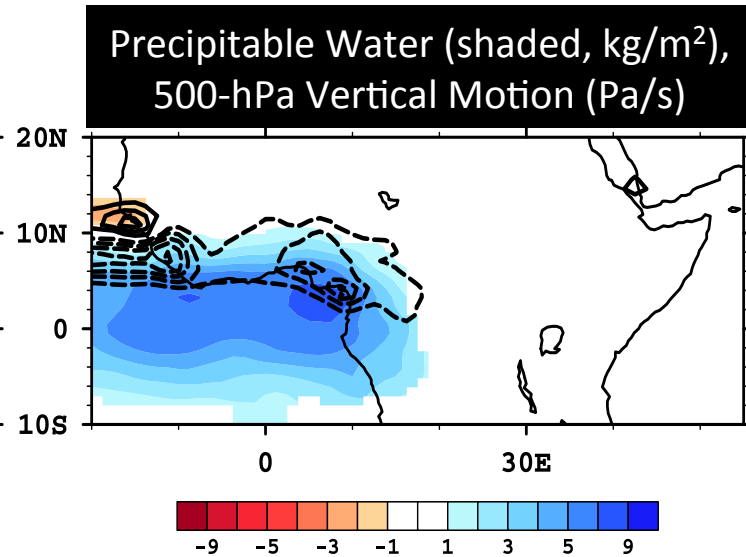 Precipitable Water (shaded, kg/m²),
500-hPa Vertical Motion (Pa/s)
20N
10N
0
10S
0 30E
-9 -5 -3 -1 1 3 5 9